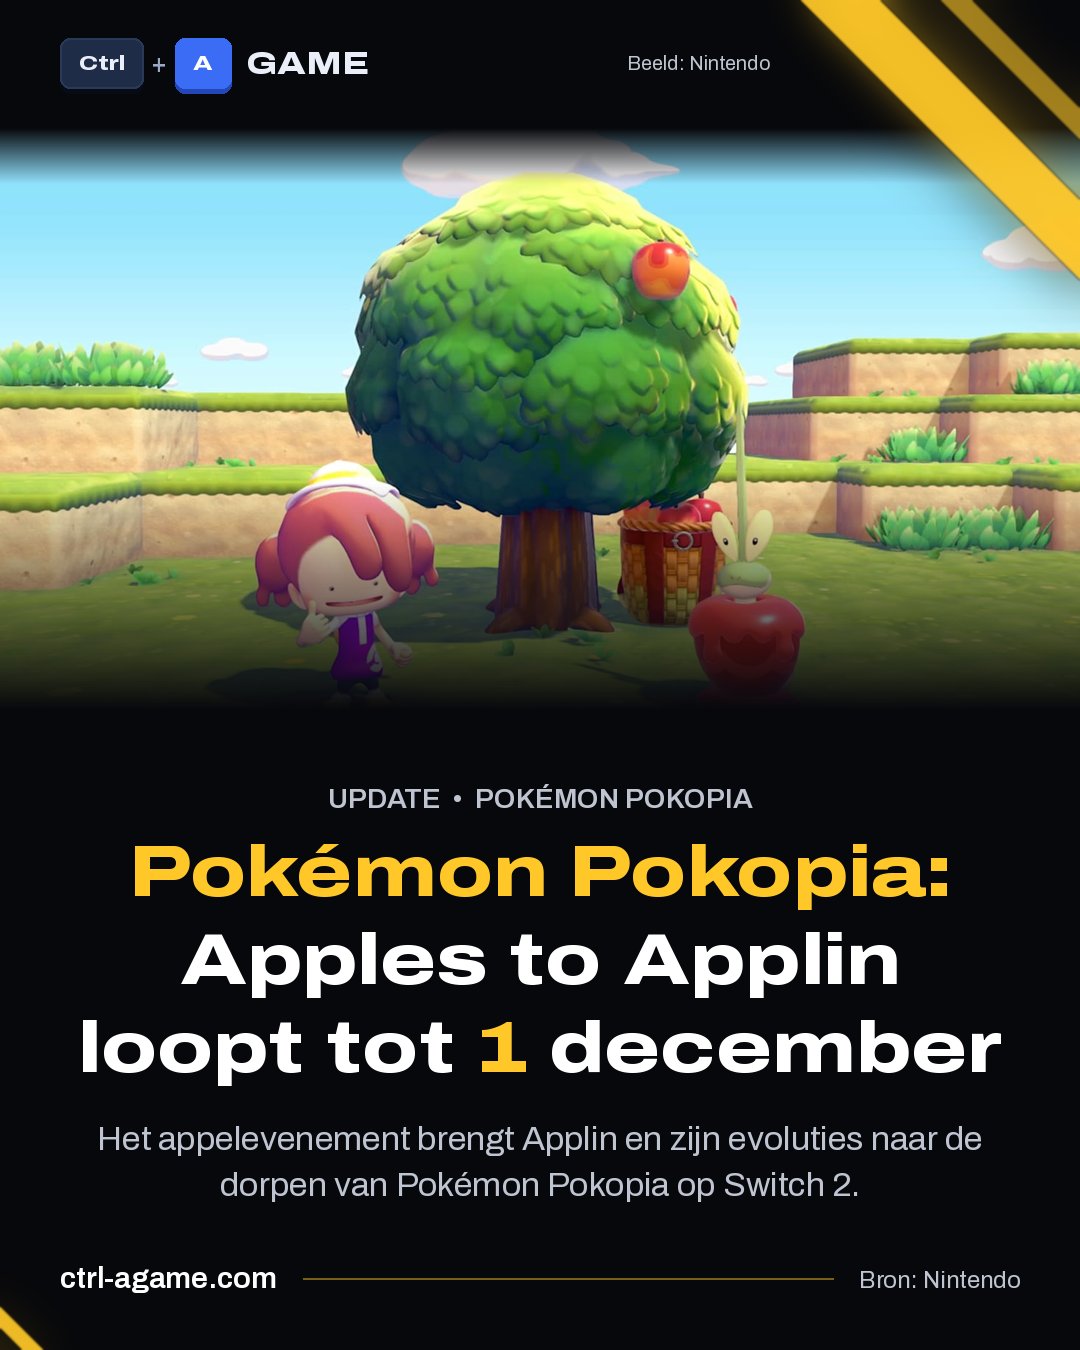 Ctrl + A GAME
Beeld: Nintendo
UPDATE • POKÉMON POKOPIA
Pokémon Pokopia:
Apples to Applin
loopt tot 1 december
Het appelevenement brengt Applin en zijn evoluties naar de
dorpen van Pokémon Pokopia op Switch 2.
ctrl-agame.com
Bron: Nintendo